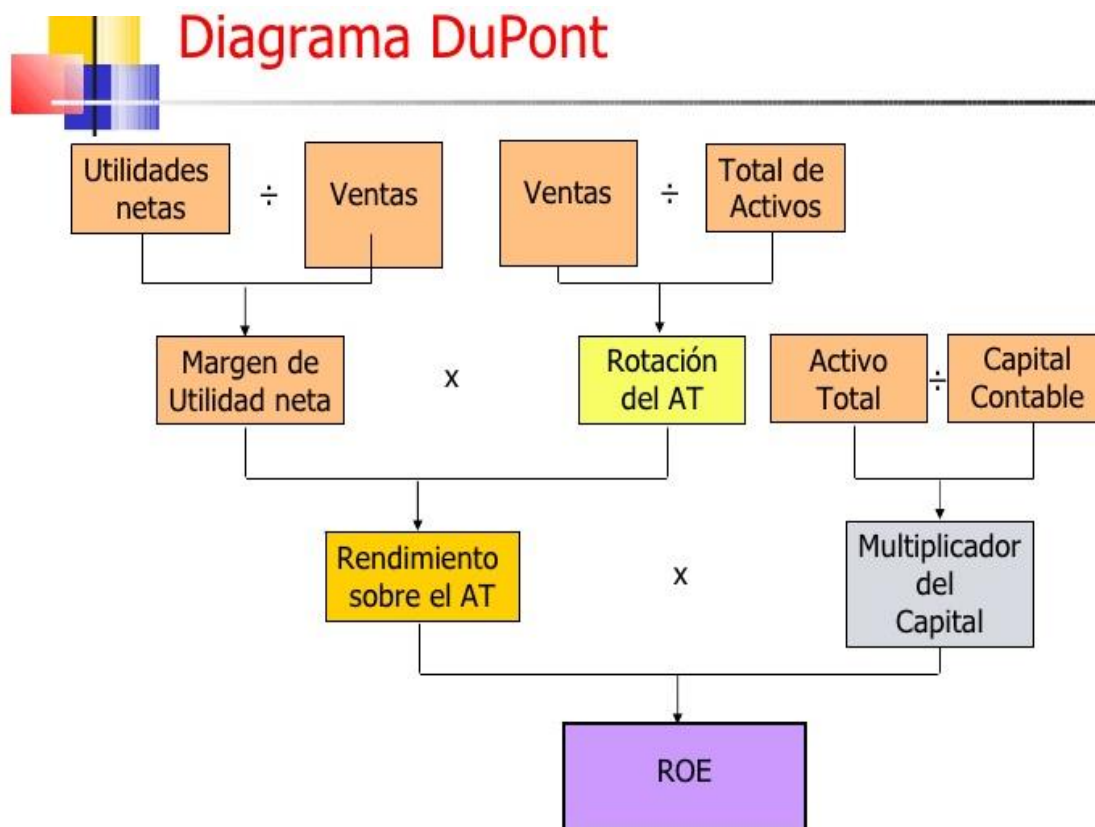 Diagrama DuPont
Utilidades
netas
÷
Ventas
Ventas
÷
Total de
Activos
Margen de
Utilidad neta
x
Rotación
del AT
Activo
Total
÷
Capital
Contable
Rendimiento
sobre el AT
x
Multiplicador
del
Capital
ROE